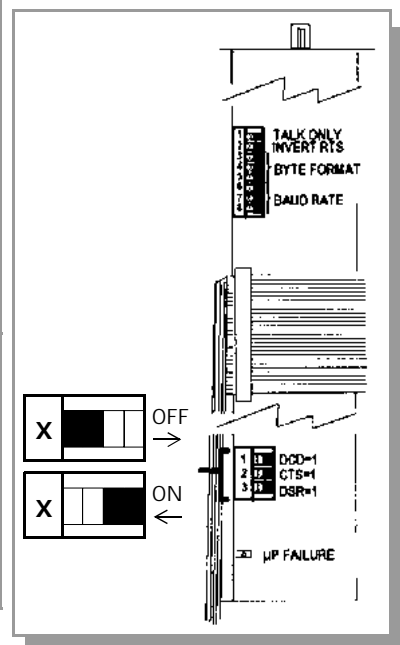 TALK ONLY
INVERT RTS
BYTE FORMAT
BAUD RATE
X OFF
X ON
1 DCD=1
2 CTS=1
3 DSR=1
µP FAILURE